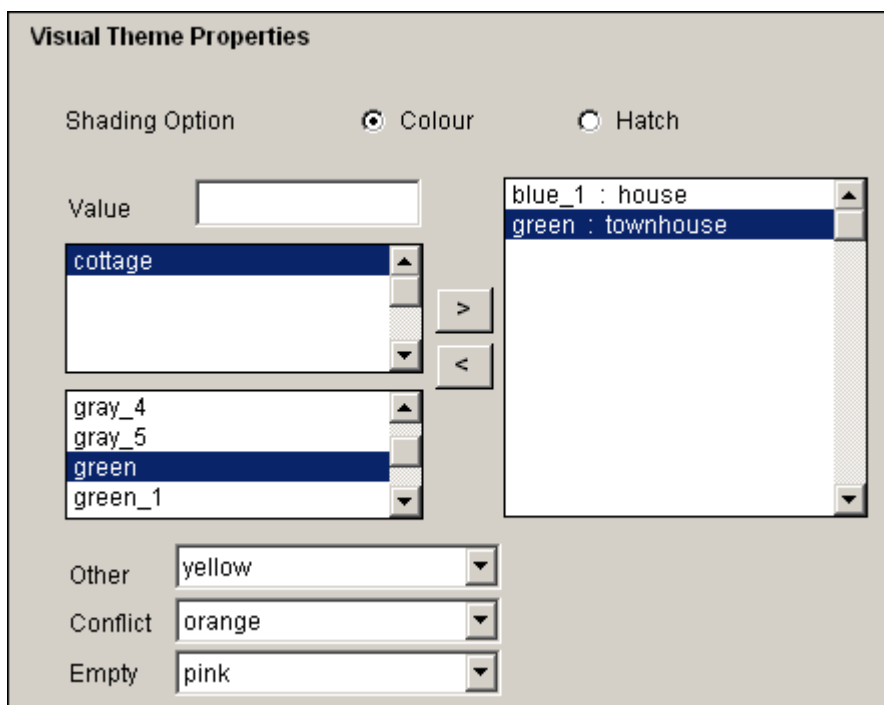 Visual Theme Properties
Shading Option Colour Hatch
Value
cottage
gray_4
gray_5
green
green_1
>
<
blue_1 : house
green : townhouse
Other yellow
Conflict orange
Empty pink